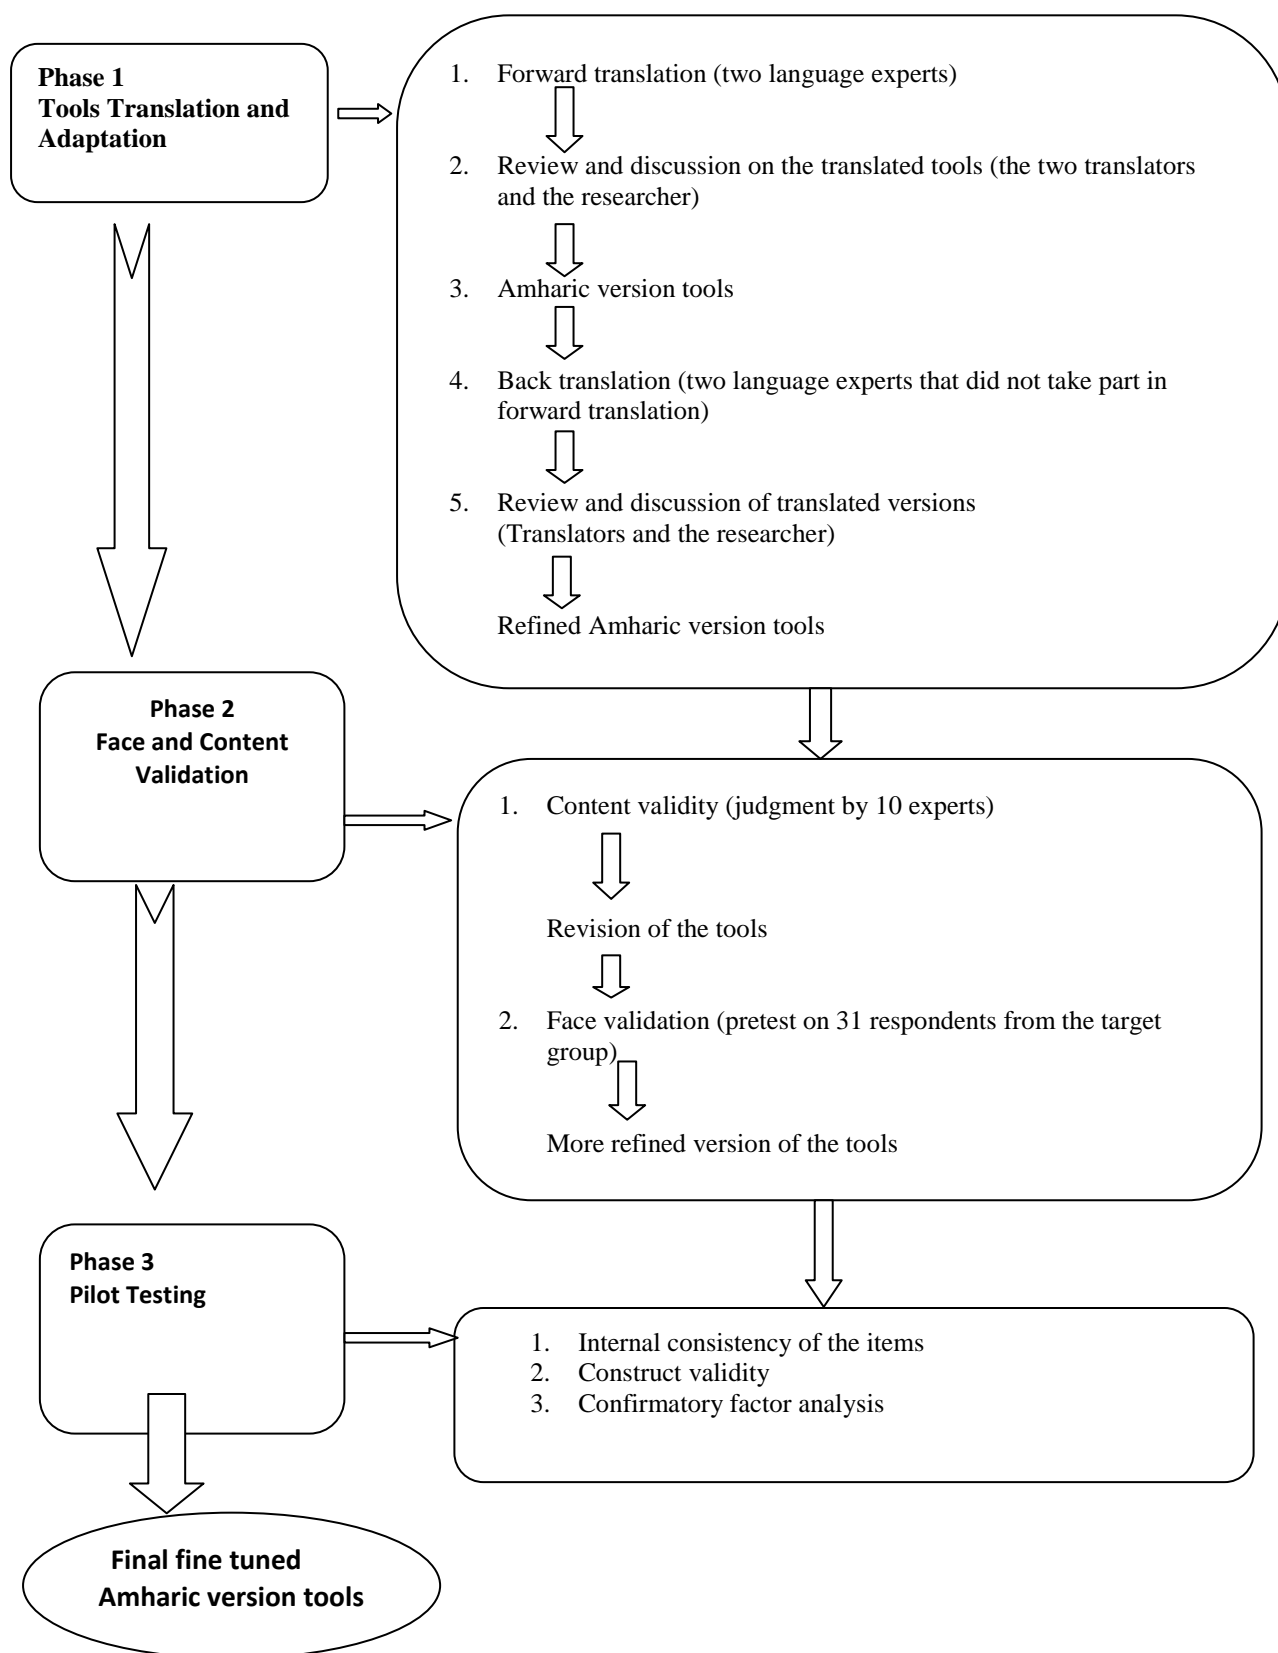 Phase 1
Tools Translation and
Adaptation
1. Forward translation (two language experts)
2. Review and discussion on the translated tools (the two translators
and the researcher)
3. Amharic version tools
4. Back translation (two language experts that did not take part in
forward translation)
5. Review and discussion of translated versions
(Translators and the researcher)
Refined Amharic version tools
Phase 2
Face and Content
Validation
1. Content validity (judgment by 10 experts)
Revision of the tools
2. Face validation (pretest on 31 respondents from the target
group)
More refined version of the tools
Phase 3
Pilot Testing
1. Internal consistency of the items
2. Construct validity
3. Confirmatory factor analysis
Final fine tuned
Amharic version tools